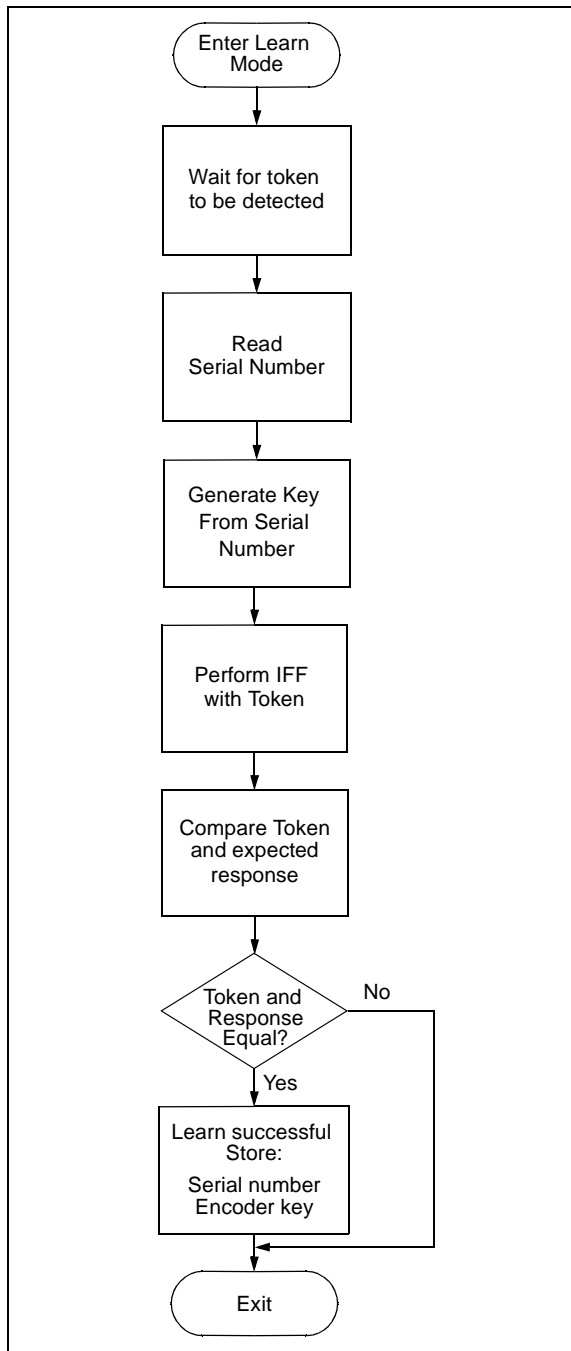 Enter Learn
Mode
Wait for token
to be detected
Read
Serial Number
Generate Key
From Serial
Number
Perform IFF
with Token
Compare Token
and expected
response
Token and
Response
Equal?
No
Yes
Learn successful
Store:
Serial number
Encoder key
Exit